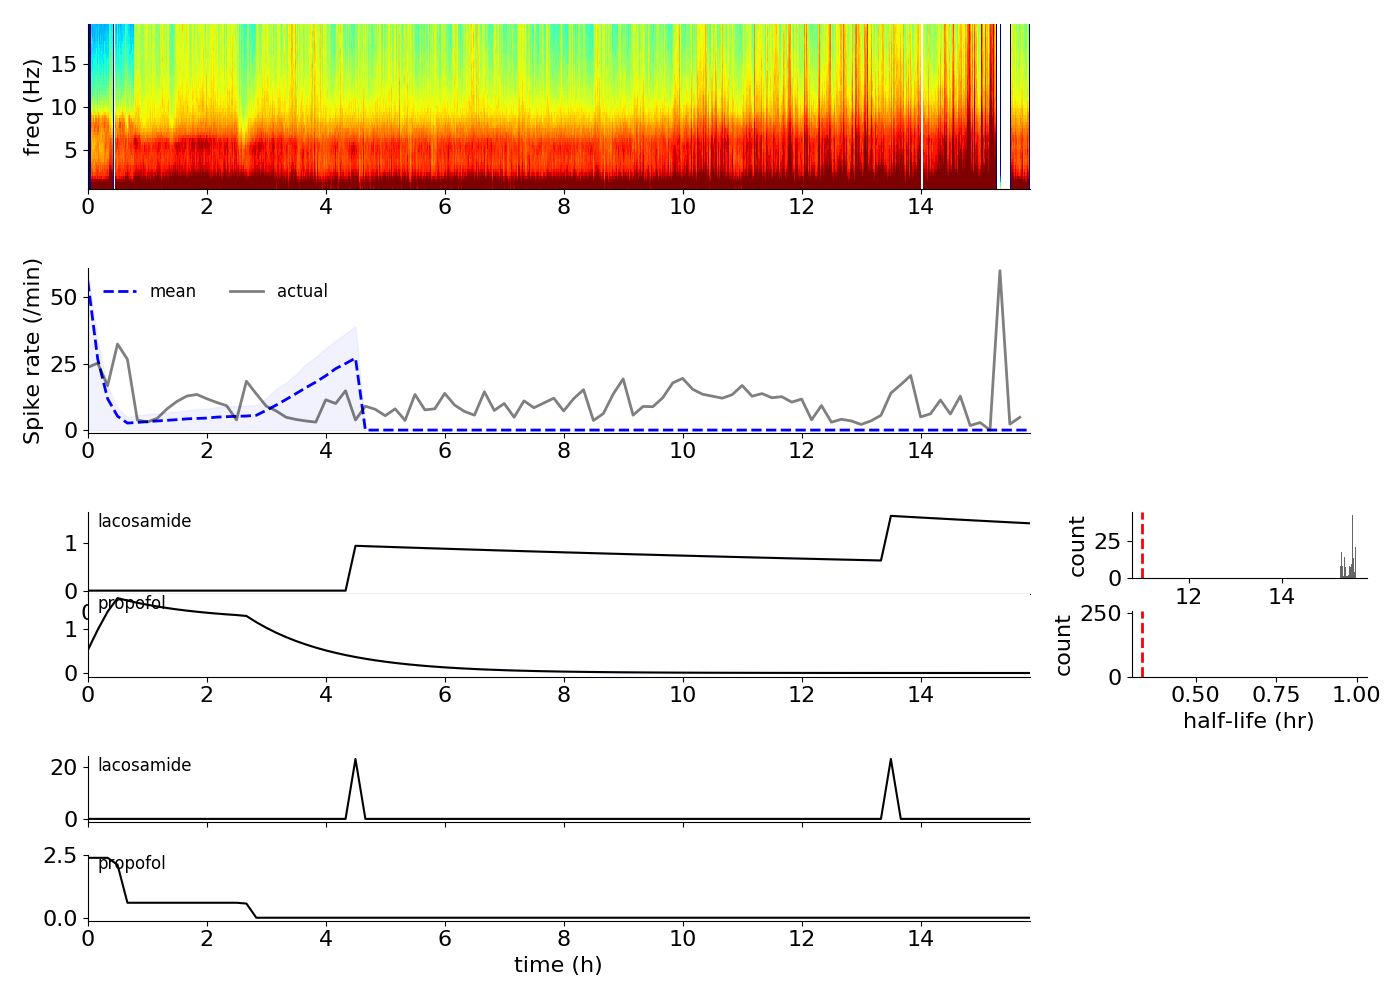 freq (Hz)
15
10
5
0 2 4 6 8 10 12 14
Spike rate (/min)
50
25
0
mean actual
0 2 4 6 8 10 12 14
lacosamide
1
0
count
25
0
12 14
0
propofol
1
0
0 2 4 6 8 10 12 14
count
250
0
0.50 0.75 1.00
half-life (hr)
lacosamide
20
0
propofol
2.5
0.0
0 2 4 6 8 10 12 14
time (h)